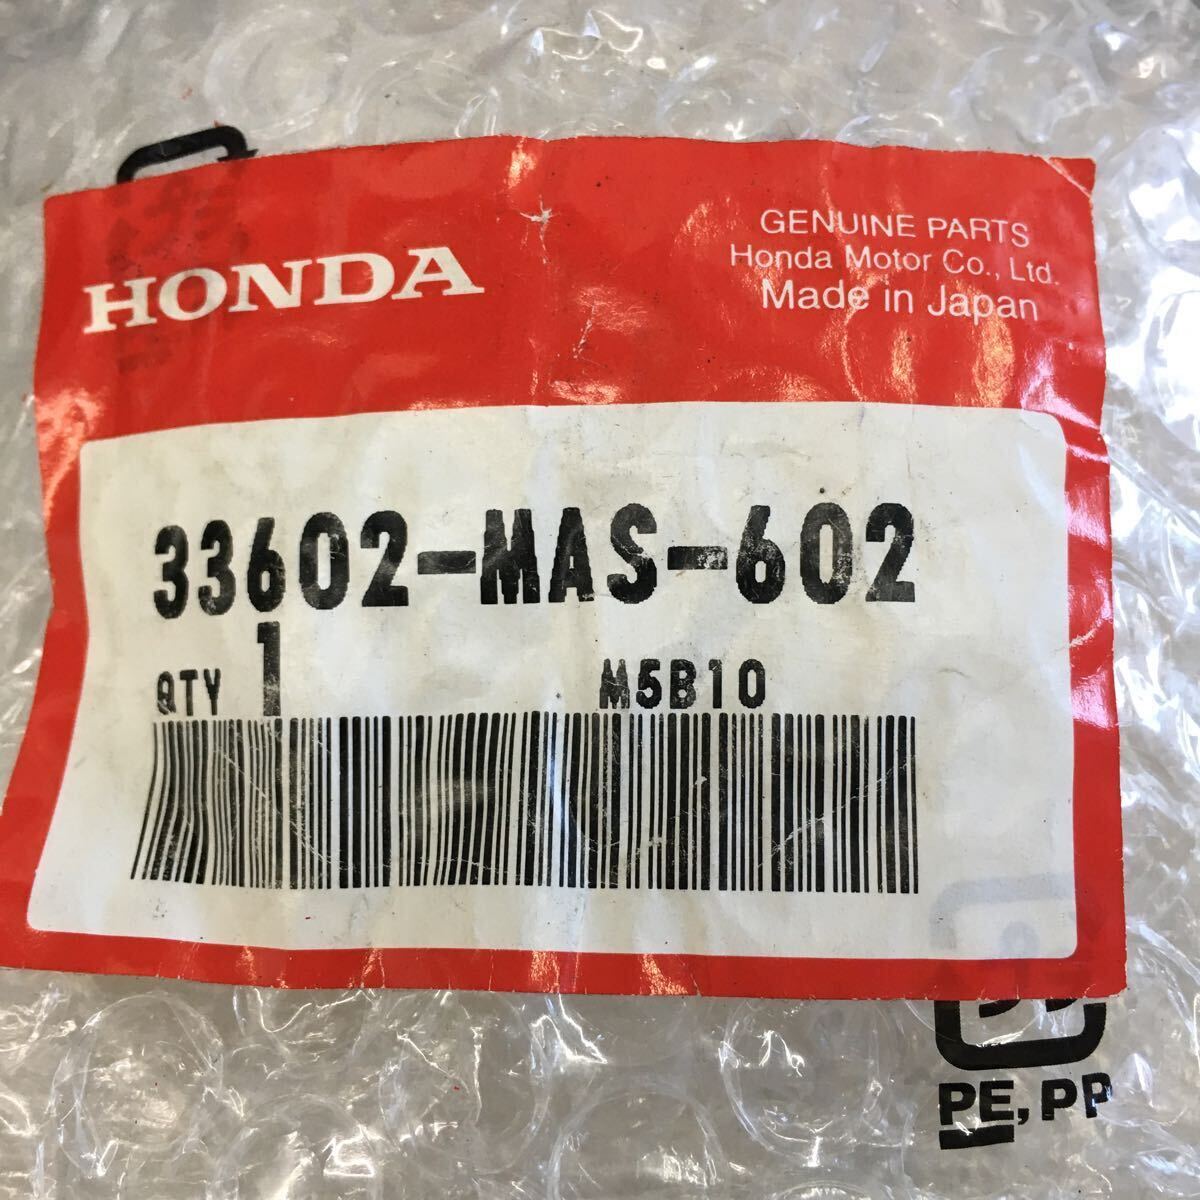 HONDA
GENUINE PARTS
Honda Motor Co., Ltd.
Made in Japan
33602-MAS-602
QTY 1 M5B10
PE, PP